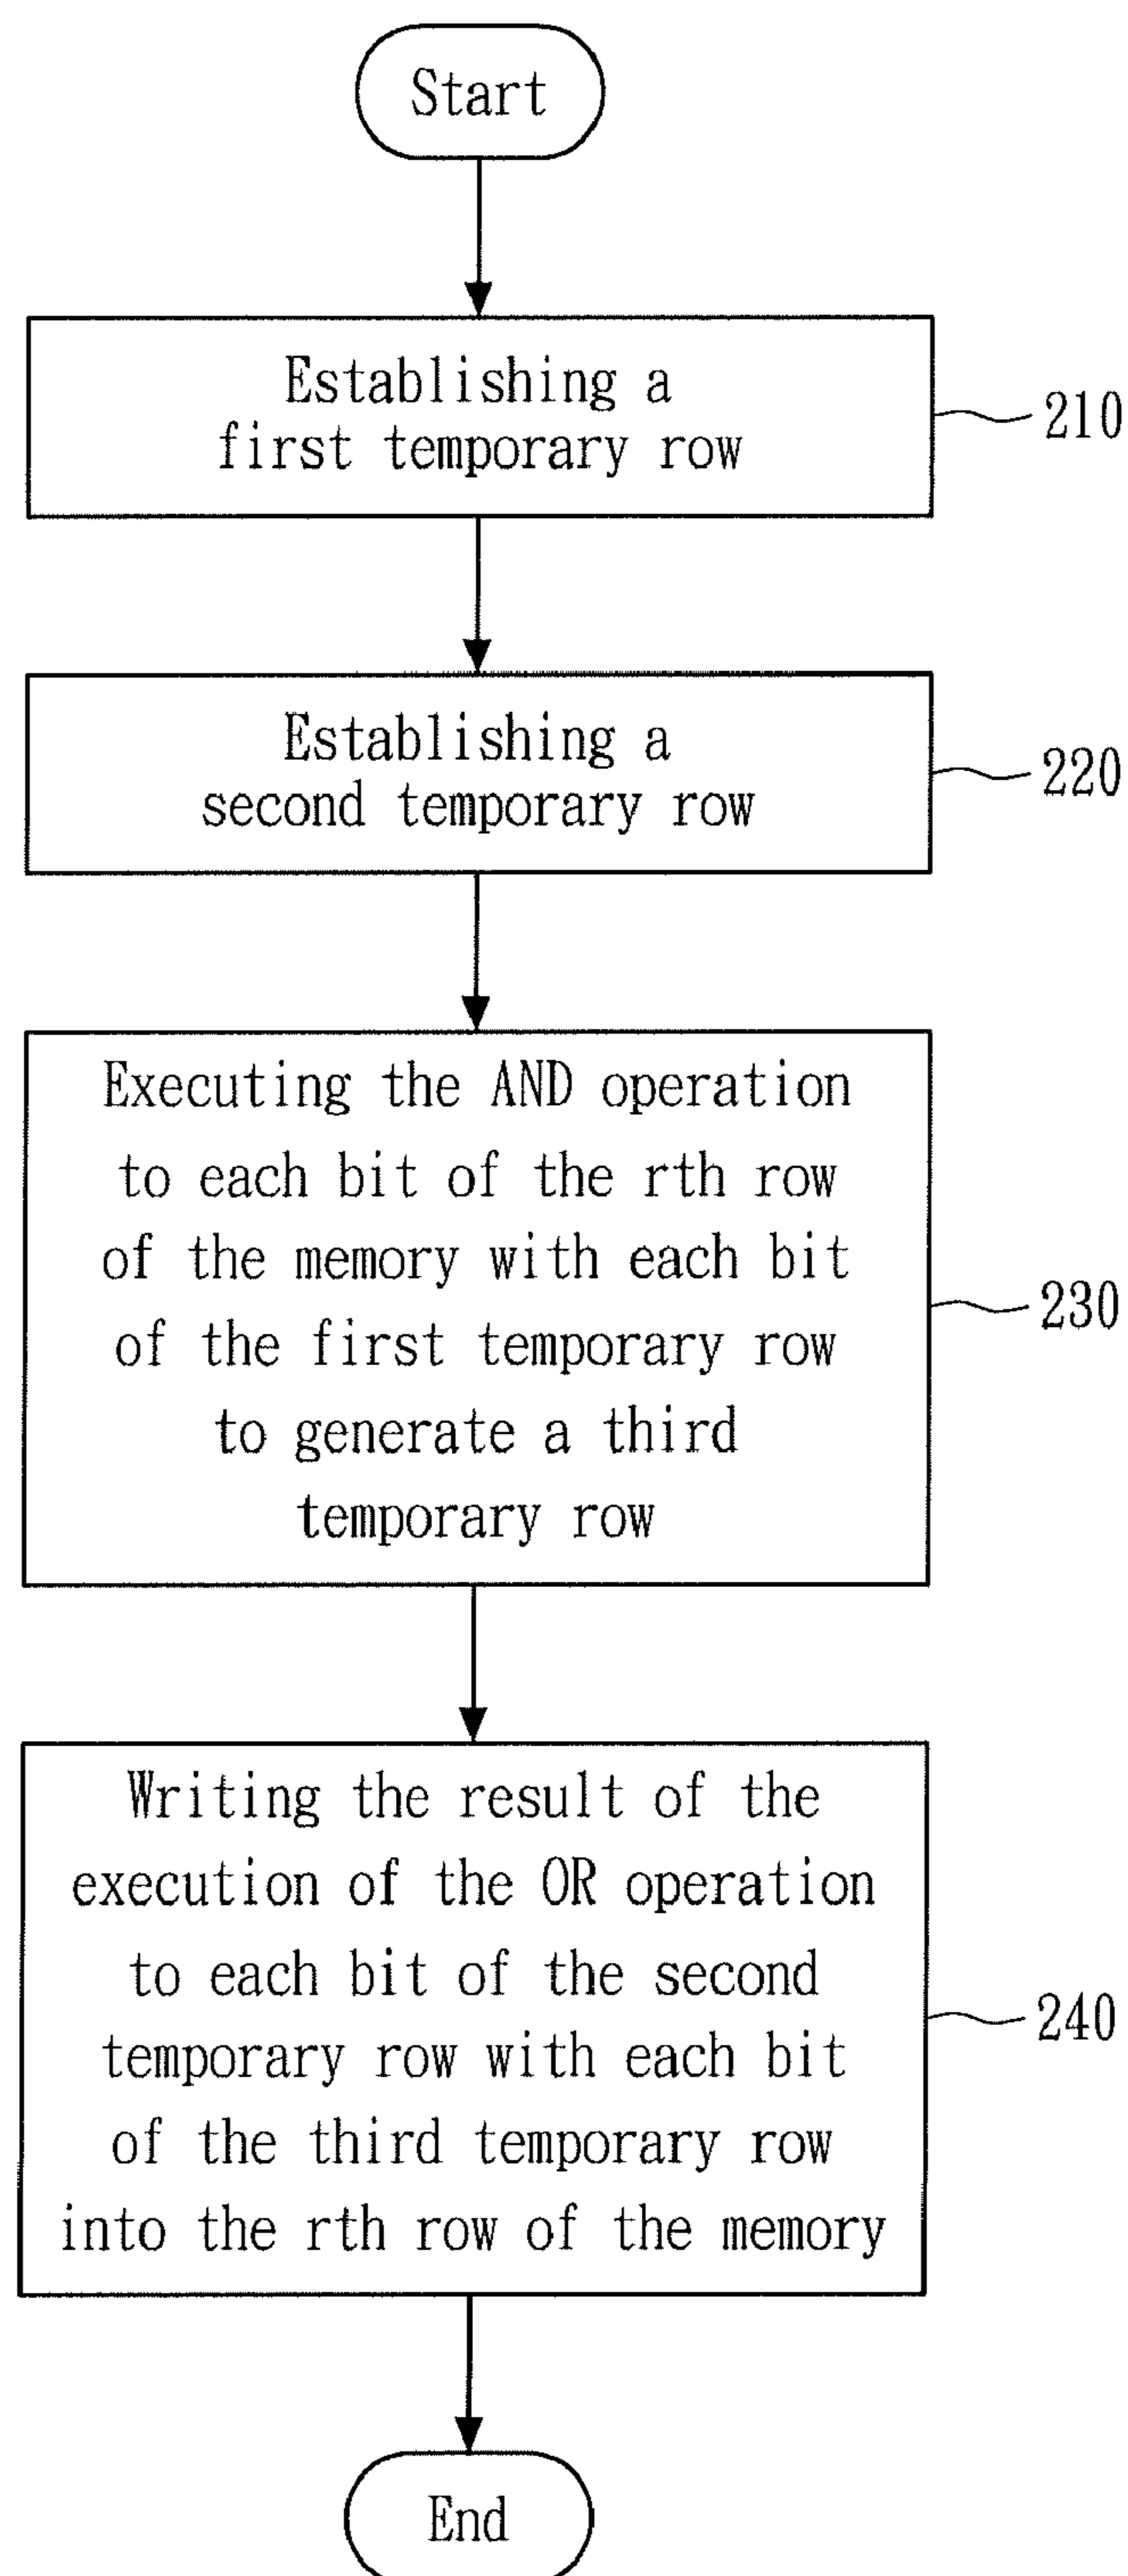 Start
Establishing a
first temporary row
210
Establishing a
second temporary row
220
Executing the AND operation
to each bit of the rth row
of the memory with each bit
of the first temporary row
to generate a third
temporary row
230
Writing the result of the
execution of the OR operation
to each bit of the second
temporary row with each bit
of the third temporary row
into the rth row of the memory
240
End